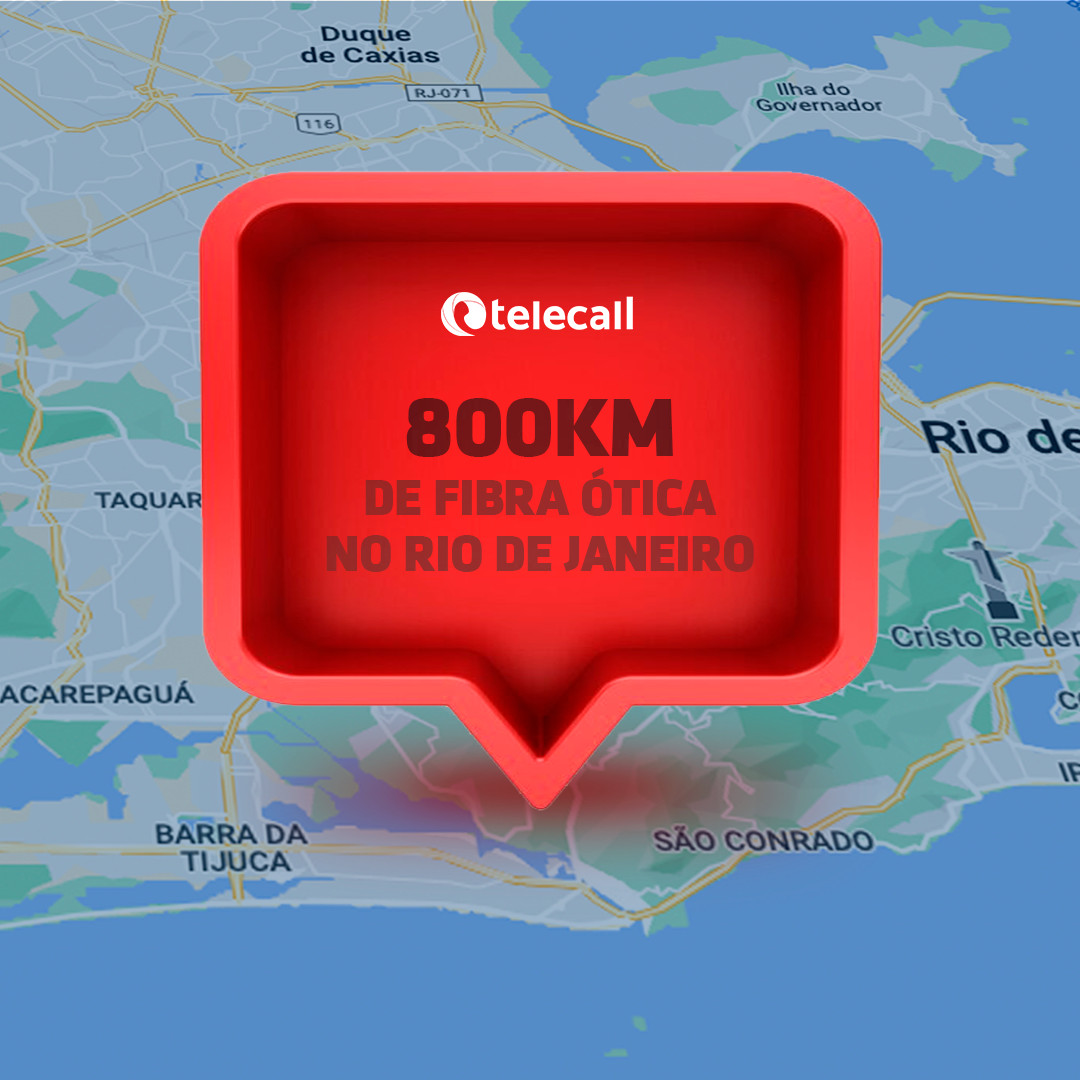 Duque
de Caxias
RJ-071
116
Ilha do
Governador
telecall
800KM
DE FIBRA ÓTICA
NO RIO DE JANEIRO
Rio de
TAQUAR
Cristo Reden
ACAREPAGUÁ
BARRA DA
TIJUCA
SÃO CONRADO